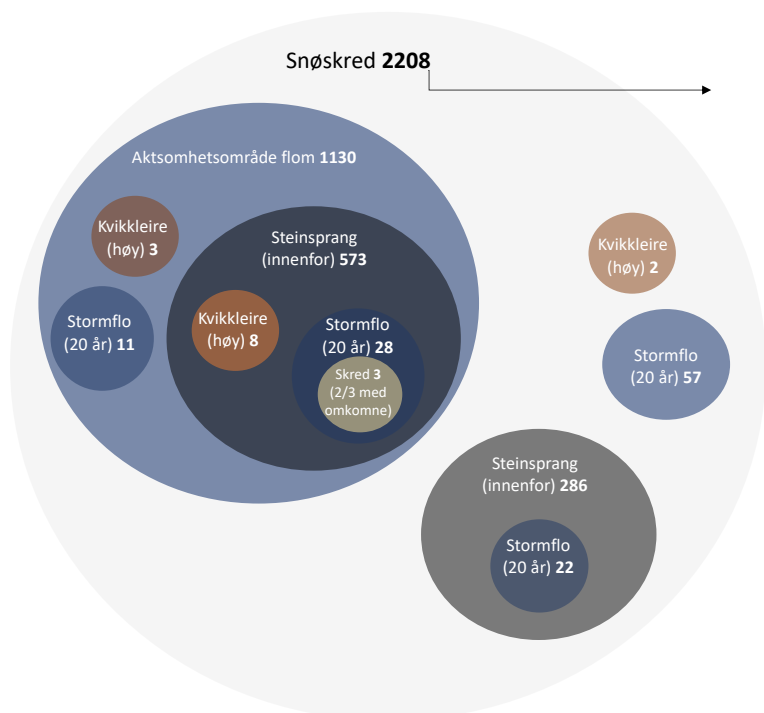 Snøskred 2208
Aktsomhetsområde flom 1130
Kvikkleire
(høy) 3
Steinsprang
(innenfor) 573
Kvikkleire
(høy) 2
Stormflo
(20 år) 11
Kvikkleire
(høy) 8
Stormflo
(20 år) 28
Skred 3
(2/3 med
omkomne)
Stormflo
(20 år) 57
Steinsprang
(innenfor) 286
Stormflo
(20 år) 22